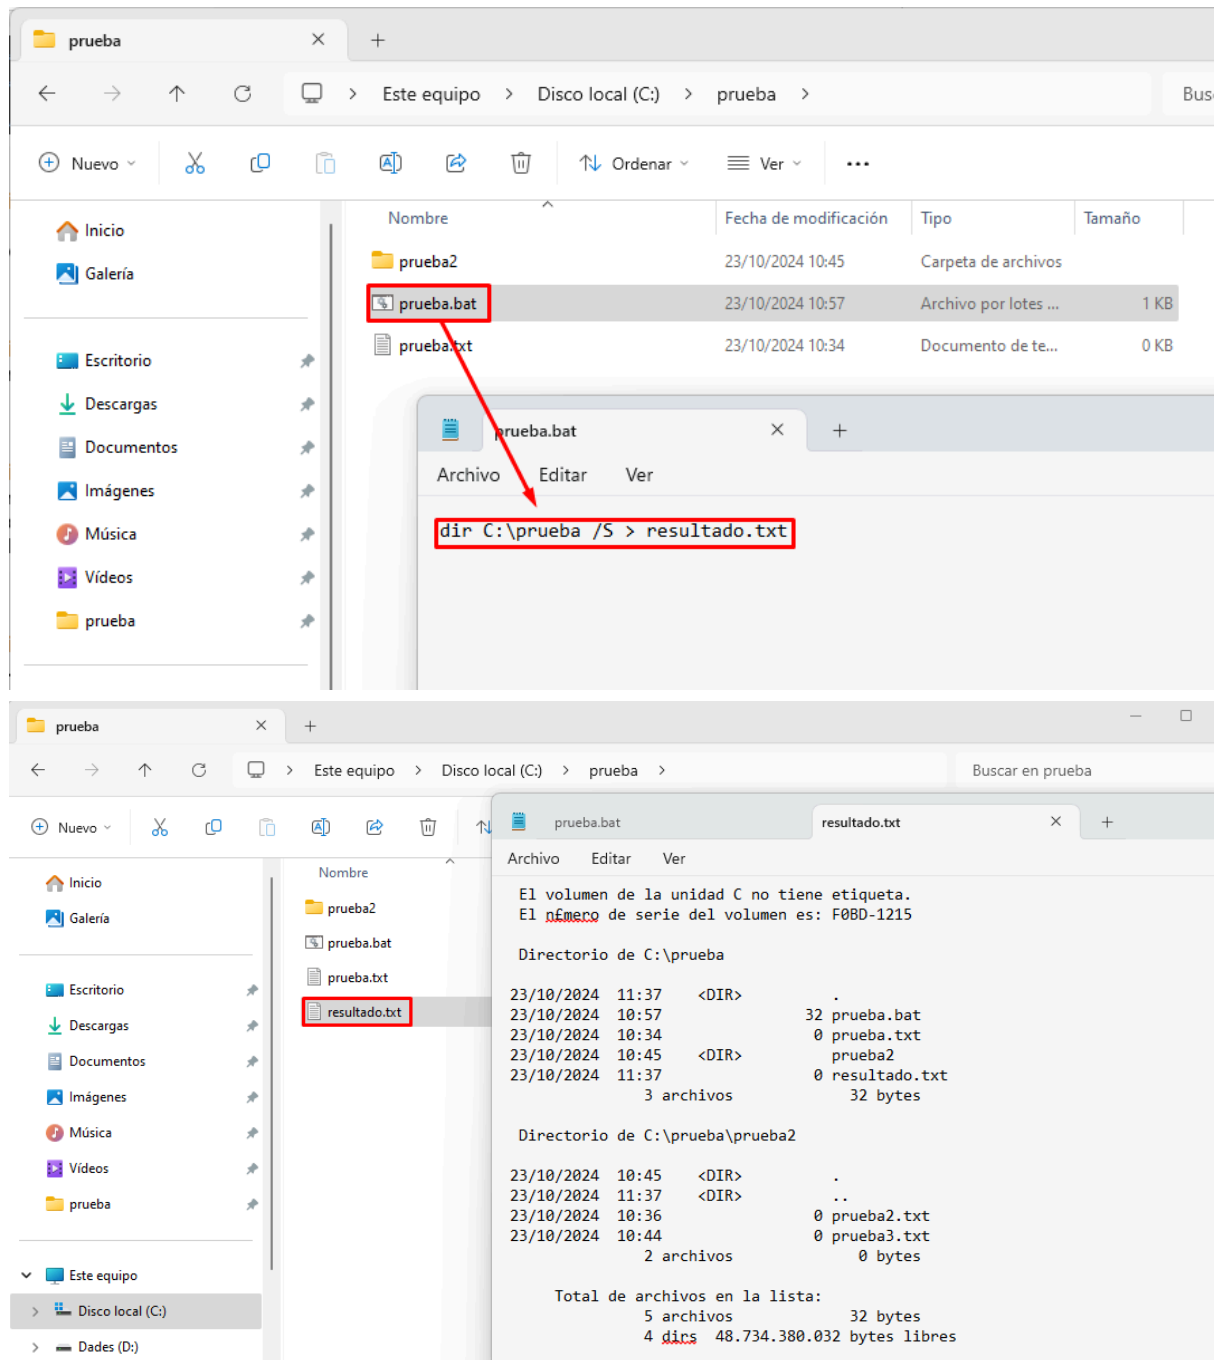 prueba
Este equipo > Disco local (C:) > prueba >
Nuevo
Ordenar
Ver
Nombre Fecha de modificación Tipo Tamaño
prueba2 23/10/2024 10:45 Carpeta de archivos
prueba.bat 23/10/2024 10:57 Archivo por lotes ... 1 KB
prueba.txt 23/10/2024 10:34 Documento de te... 0 KB
Inicio
Galería
Escritorio
Descargas
Documentos
Imágenes
Música
Vídeos
prueba
prueba.bat
Archivo Editar Ver
dir C:\prueba /S > resultado.txt
prueba
> Este equipo > Disco local (C:) > prueba > Buscar en prueba
Nuevo
Inicio
Galería
Escritorio
Descargas
Documentos
Imágenes
Música
Vídeos
prueba
Este equipo
Disco local (C:)
Dades (D:)
Nombre
prueba2
prueba.bat
prueba.txt
resultado.txt
prueba.bat resultado.txt
Archivo Editar Ver
El volumen de la unidad C no tiene etiqueta.
El n£mero de serie del volumen es: F0BD-1215
Directorio de C:\prueba
23/10/2024 11:37 <DIR> .
23/10/2024 10:57 32 prueba.bat
23/10/2024 10:34 0 prueba.txt
23/10/2024 10:45 <DIR> prueba2
23/10/2024 11:37 0 resultado.txt
3 archivos 32 bytes
Directorio de C:\prueba\prueba2
23/10/2024 10:45 <DIR> .
23/10/2024 11:37 <DIR> ..
23/10/2024 10:36 0 prueba2.txt
23/10/2024 10:44 0 prueba3.txt
2 archivos 0 bytes
Total de archivos en la lista:
5 archivos 32 bytes
4 dirs 48.734.380.032 bytes libres